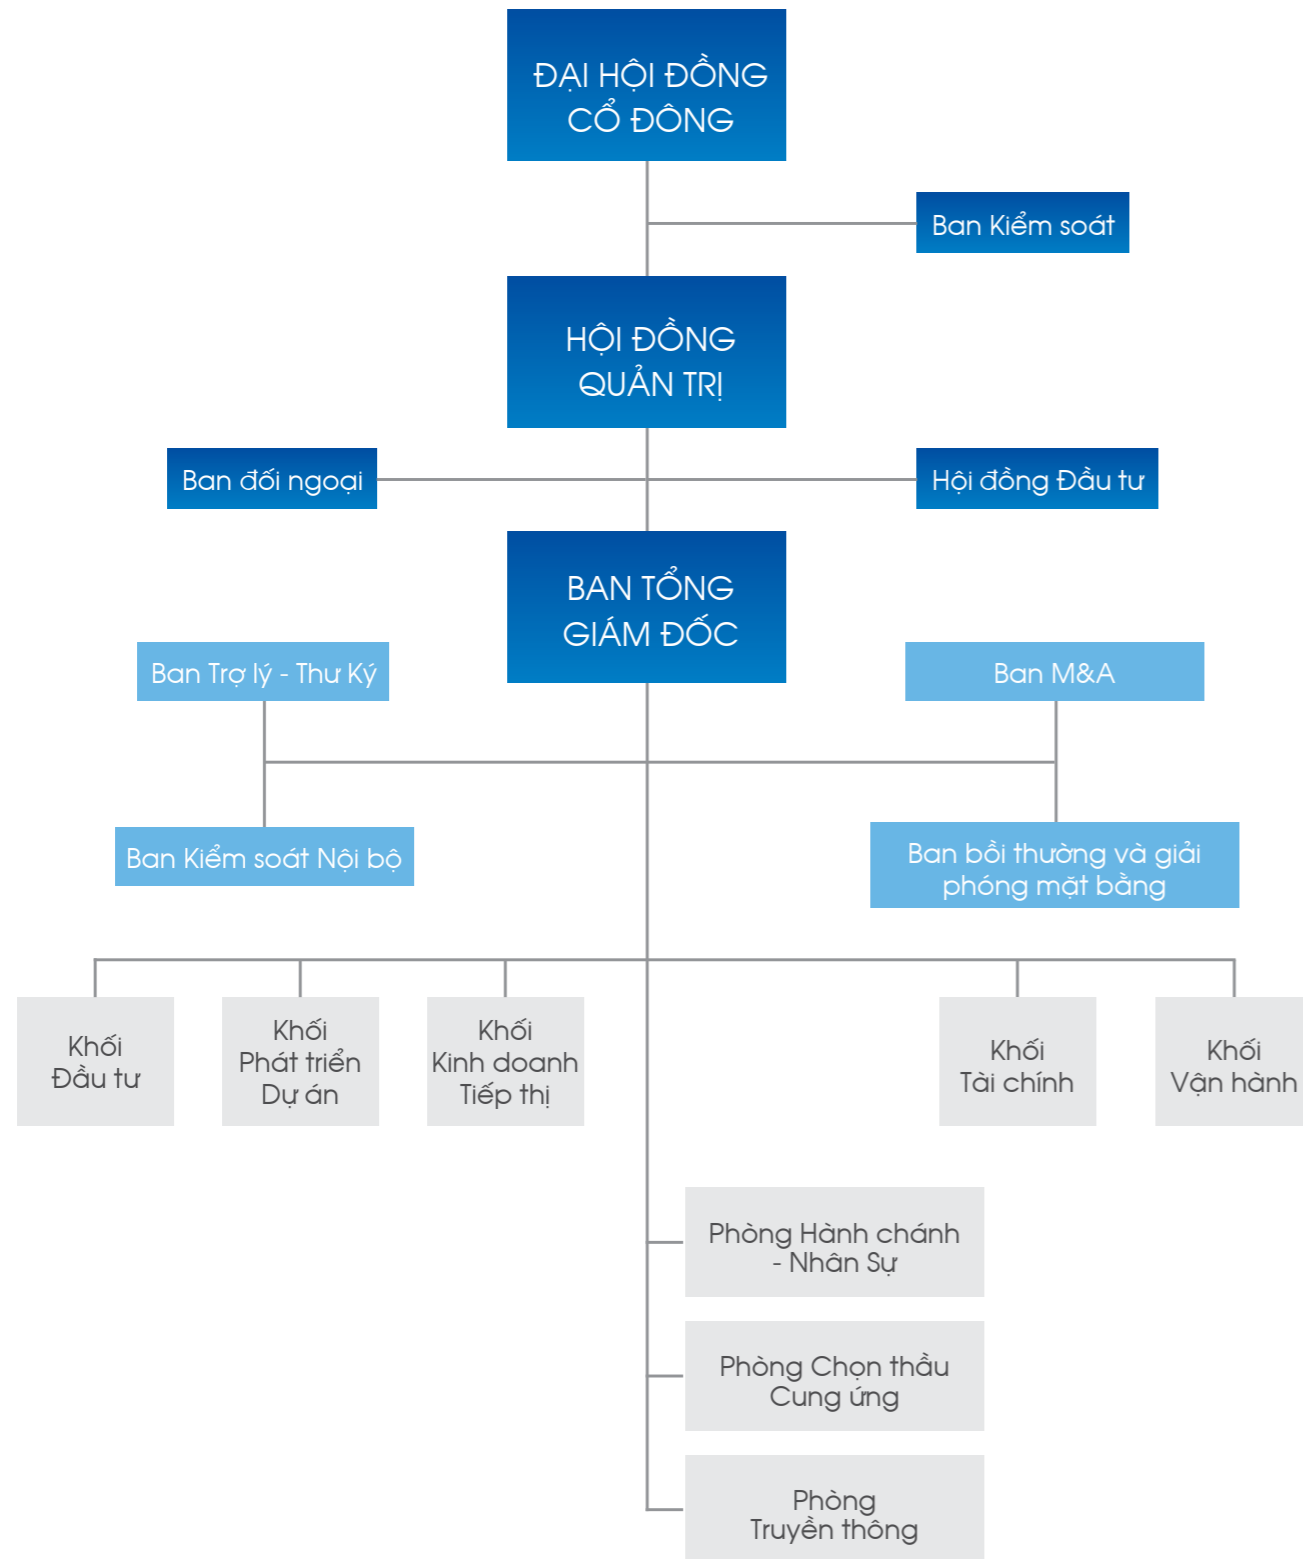 ĐẠI HỘI ĐỒNG
CỔ ĐÔNG
Ban Kiểm soát
HỘI ĐỒNG
QUẢN TRỊ
Ban đối ngoại
Hội đồng Đầu tư
BAN TỔNG
GIÁM ĐỐC
Ban Trợ lý - Thư Ký
Ban M&A
Ban Kiểm soát Nội bộ
Ban bồi thường và giải
phóng mặt bằng
Khối
Đầu tư
Khối
Phát triển
Dự án
Khối
Kinh doanh
Tiếp thị
Khối
Tài chính
Khối
Vận hành
Phòng Hành chánh
- Nhân Sự
Phòng Chọn thầu
Cung ứng
Phòng
Truyền thông